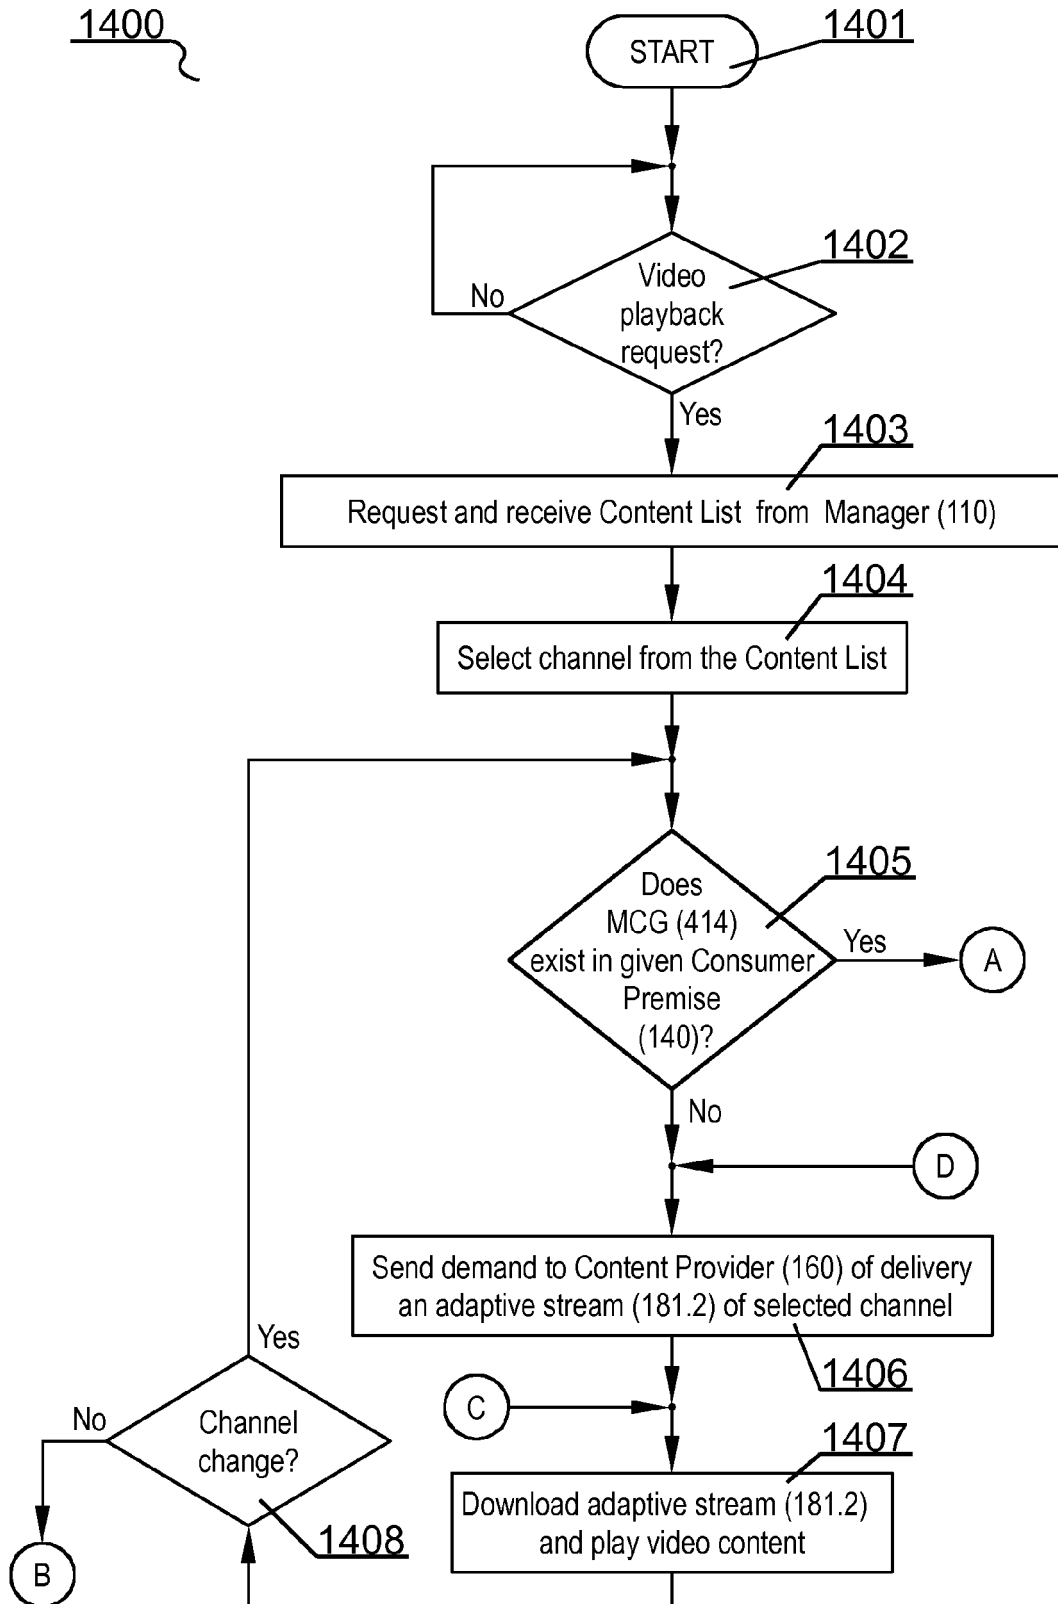 1400
START
1401
1402
Video
playback
request?
No
Yes
1403
Request and receive Content List from Manager (110)
1404
Select channel from the Content List
1405
Does
MCG (414)
exist in given Consumer
Premise
(140)?
Yes
A
No
D
Send demand to Content Provider (160) of delivery
an adaptive stream (181.2) of selected channel
1406
Yes
C
No
Channel
change?
1407
Download adaptive stream (181.2)
and play video content
1408
B